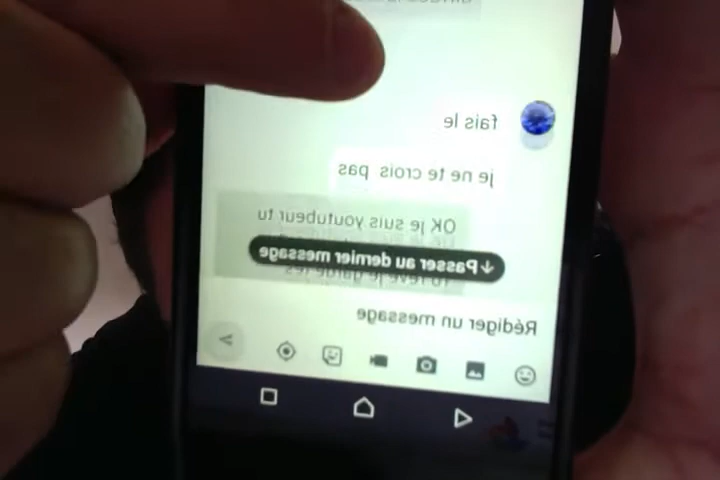 fais le
je ne te crois pas
OK je suis youtubeur tu
↓ Passer au dernier message
Rédiger un message